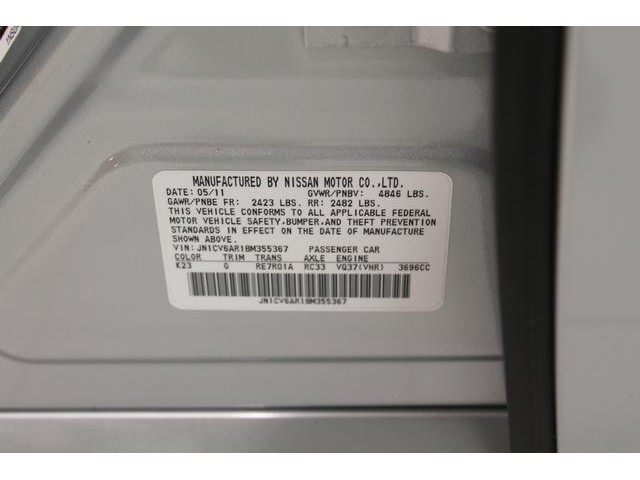 MANUFACTURED BY NISSAN MOTOR CO.,LTD.
DATE: 05/11 GVWR/PNBV: 4846 LBS.
GAWR/PNBE FR: 2423 LBS. RR: 2482 LBS.
THIS VEHICLE CONFORMS TO ALL APPLICABLE FEDERAL
MOTOR VEHICLE SAFETY,BUMPER,AND THEFT PREVENTION
STANDARDS IN EFFECT ON THE DATE OF MANUFACTURE
SHOWN ABOVE.
VIN: JN1CV6AR1BM355367 PASSENGER CAR
COLOR TRIM TRANS AXLE ENGINE
K23 G RE7R01A RC33 VQ37(VHR) 3696CC
JN1CV6AR1BM355367